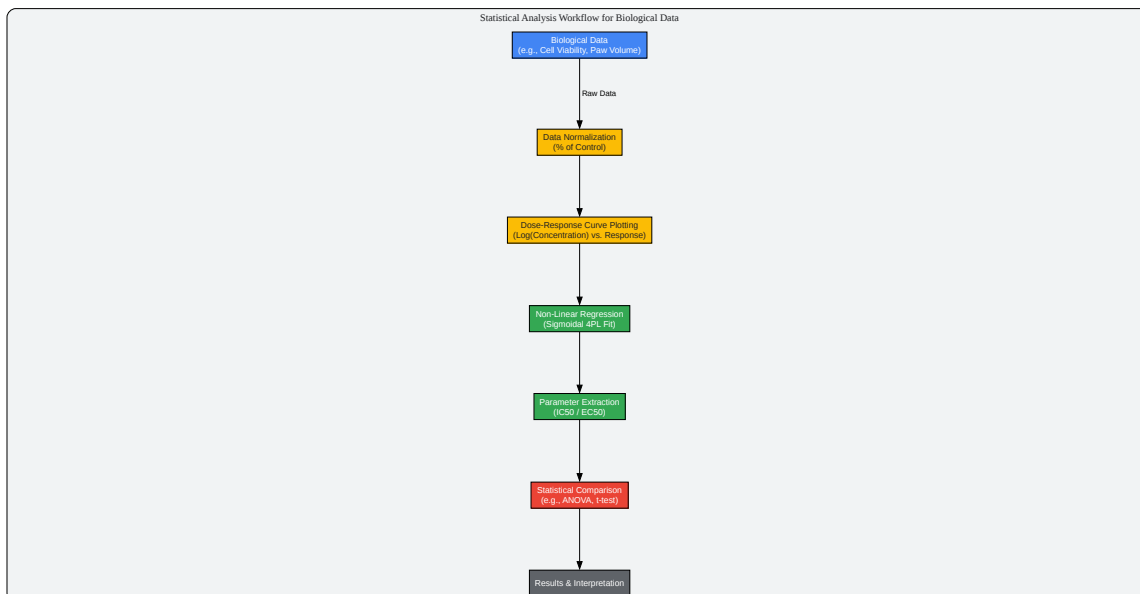 Statistical Analysis Workflow for Biological Data
Biological Data
(e.g., Cell Viability, Paw Volume)
Raw Data
Data Normalization
(% of Control)
Dose-Response Curve Plotting
(Log(Concentration) vs. Response)
Non-Linear Regression
(Sigmoidal 4PL Fit)
Parameter Extraction
(IC50 / EC50)
Statistical Comparison
(e.g., ANOVA, t-test)
Results & Interpretation